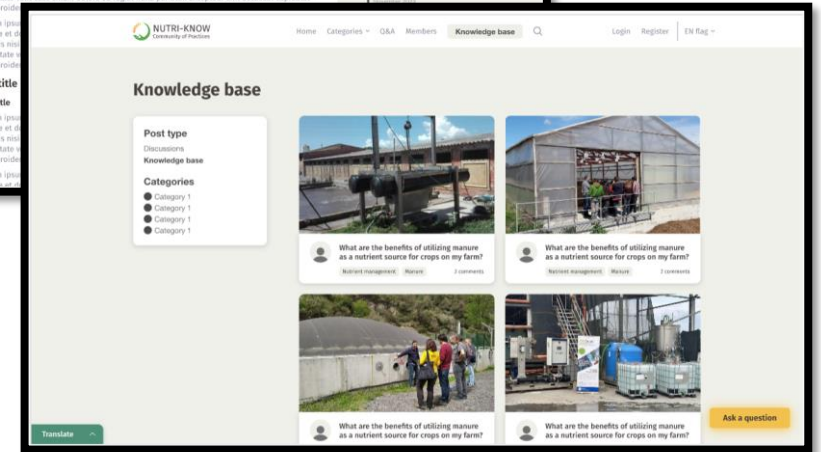 title
NUTRI-KNOW
Community of Practices
Home Categories Q&A Members Knowledge base
Login Register EN flag
Knowledge base
Post type
Discussions
Knowledge base
Categories
Category 1
Category 1
Category 1
Category 1
What are the benefits of utilizing manure
as a nutrient source for crops on my farm?
Nutrient management Manure 2 comments
What are the benefits of utilizing manure
as a nutrient source for crops on my farm?
Nutrient management Manure 2 comments
What are the benefits of utilizing manure
as a nutrient source for crops on my farm?
What are the benefits of utilizing manure
as a nutrient source for crops on my farm?
Ask a question
Translate